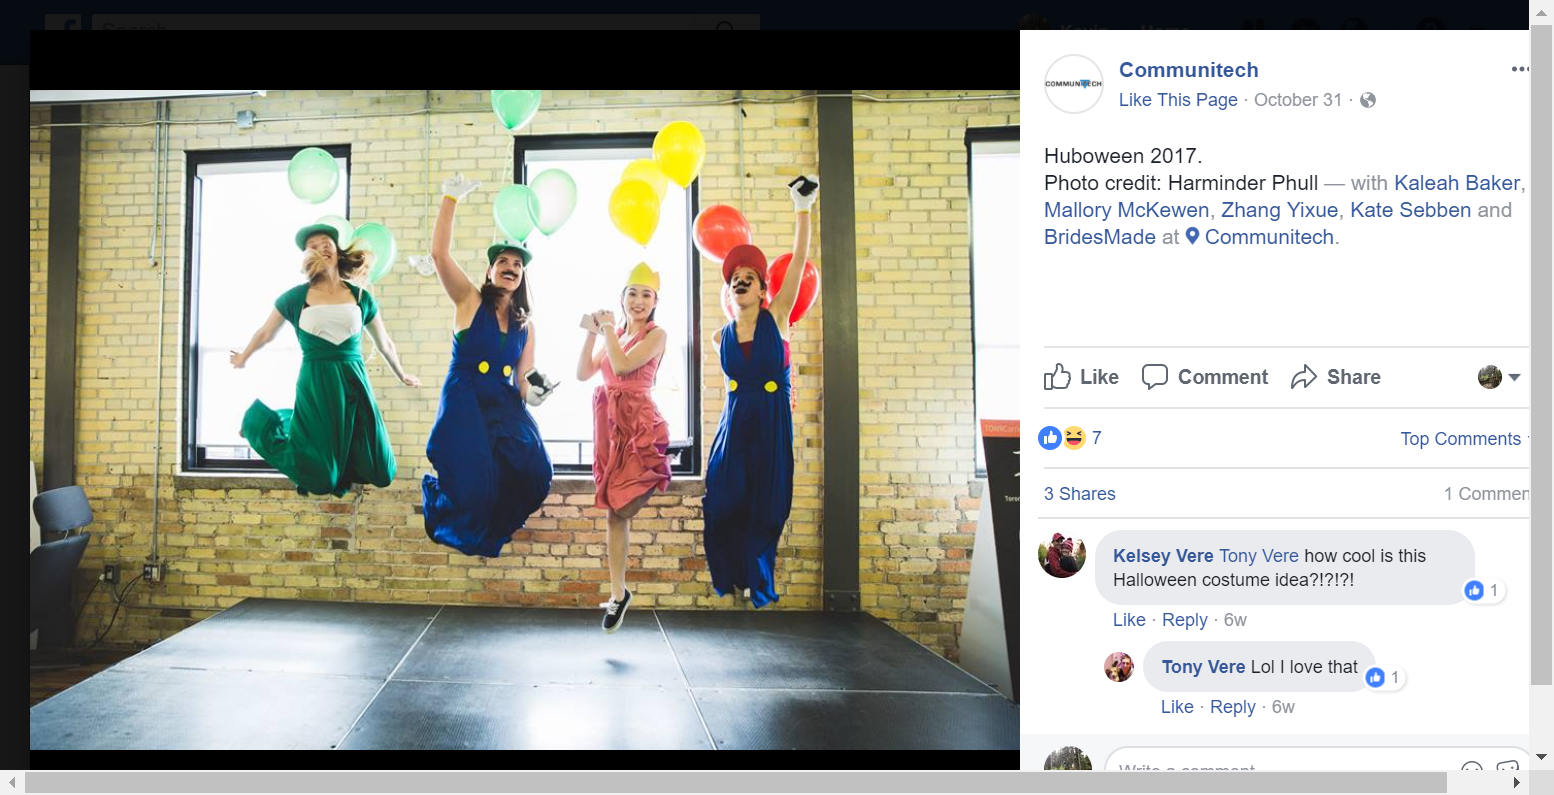 Search
COMMUNITECH
Communitech
Like This Page · October 31 ·
Huboween 2017.
Photo credit: Harminder Phull — with Kaleah Baker,
Mallory McKewen, Zhang Yixue, Kate Sebben and
BridesMade at Communitech.
Like Comment Share
7
Top Comments
3 Shares
1 Commen
Kelsey Vere Tony Vere how cool is this
Halloween costume idea?!?!?!
1
Like · Reply · 6w
Tony Vere Lol I love that
1
Like · Reply · 6w
Write a comment